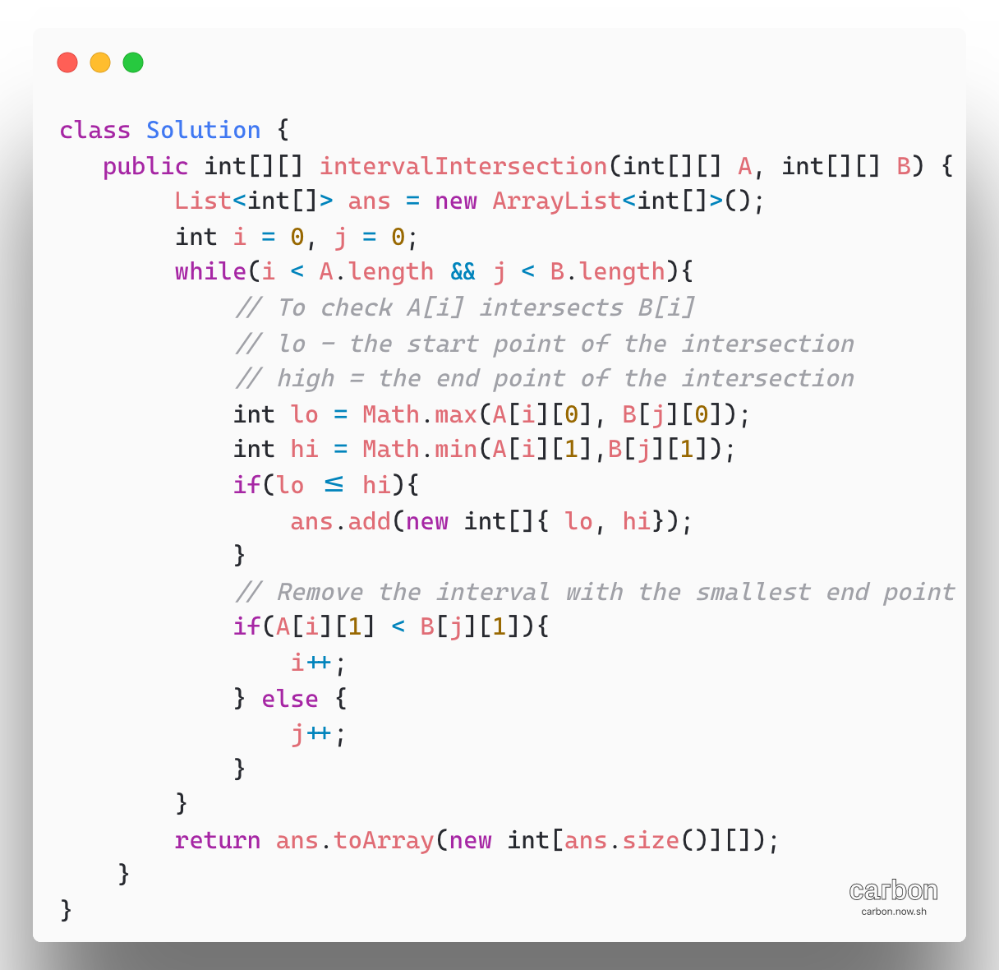 class Solution {
   public int[][] intervalIntersection(int[][] A, int[][] B) {
        List<int[]> ans = new ArrayList<int[]>();
        int i = 0, j = 0;
        while(i < A.length && j < B.length){
            // To check A[i] intersects B[i]
            // lo - the start point of the intersection
            // high = the end point of the intersection
            int lo = Math.max(A[i][0], B[j][0]);
            int hi = Math.min(A[i][1],B[j][1]);
            if(lo <= hi){
                ans.add(new int[]{ lo, hi});
            }
            // Remove the interval with the smallest end point
            if(A[i][1] < B[j][1]){
                i++;
            } else {
                j++;
            }
        }
        return ans.toArray(new int[ans.size()][]);
    }
}
carbon
carbon.now.sh